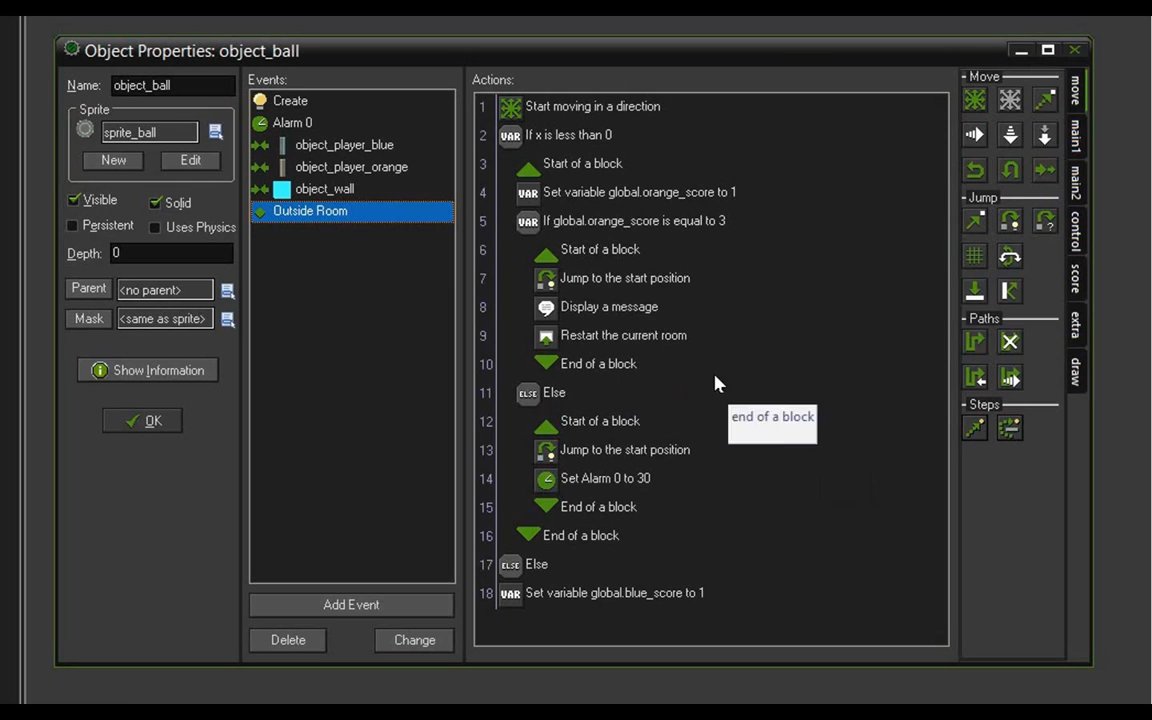 Object Properties: object_ball
Name: object_ball
Sprite
sprite_ball
New Edit
Visible Solid
Persistent Uses Physics
Depth: 0
Parent <no parent>
Mask <same as sprite>
Show Information
OK
Events:
Create
Alarm 0
object_player_blue
object_player_orange
object_wall
Outside Room
Add Event
Delete Change
Actions:
1 Start moving in a direction
2 VAR If x is less than 0
3 Start of a block
4 VAR Set variable global.orange_score to 1
5 VAR If global.orange_score is equal to 3
6 Start of a block
7 Jump to the start position
8 Display a message
9 Restart the current room
10 End of a block
11 ELSE Else
12 Start of a block
13 Jump to the start position
14 Set Alarm 0 to 30
15 End of a block
16 End of a block
17 ELSE Else
18 VAR Set variable global.blue_score to 1
end of a block
Move
Jump
Paths
Steps
move
main1
main2
control
score
extra
draw